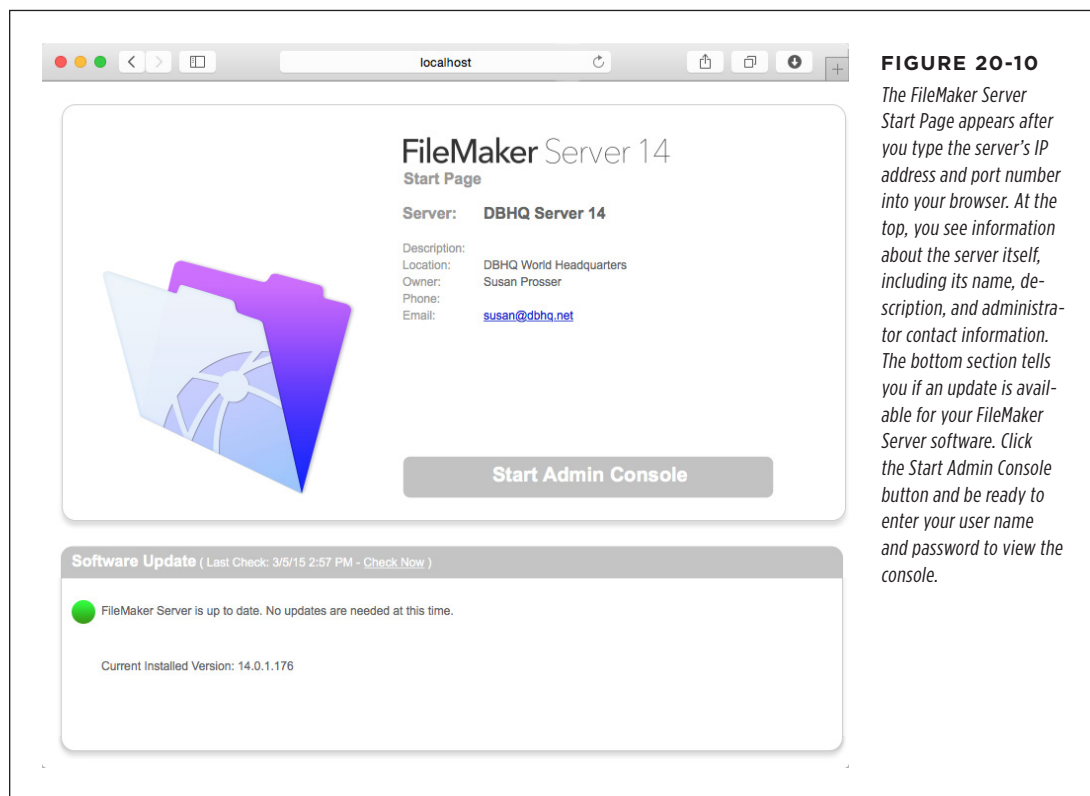 localhost
FileMaker Server 14
Start Page
Server: DBHQ Server 14
Description:
Location: DBHQ World Headquarters
Owner: Susan Prosser
Phone:
Email: susan@dbhq.net
Start Admin Console
Software Update ( Last Check: 3/5/15 2:57 PM - Check Now )
FileMaker Server is up to date. No updates are needed at this time.
Current Installed Version: 14.0.1.176
FIGURE 20-10
The FileMaker Server
Start Page appears after
you type the server's IP
address and port number
into your browser. At the
top, you see information
about the server itself,
including its name, de-
scription, and administra-
tor contact information.
The bottom section tells
you if an update is avail-
able for your FileMaker
Server software. Click
the Start Admin Console
button and be ready to
enter your user name
and password to view the
console.